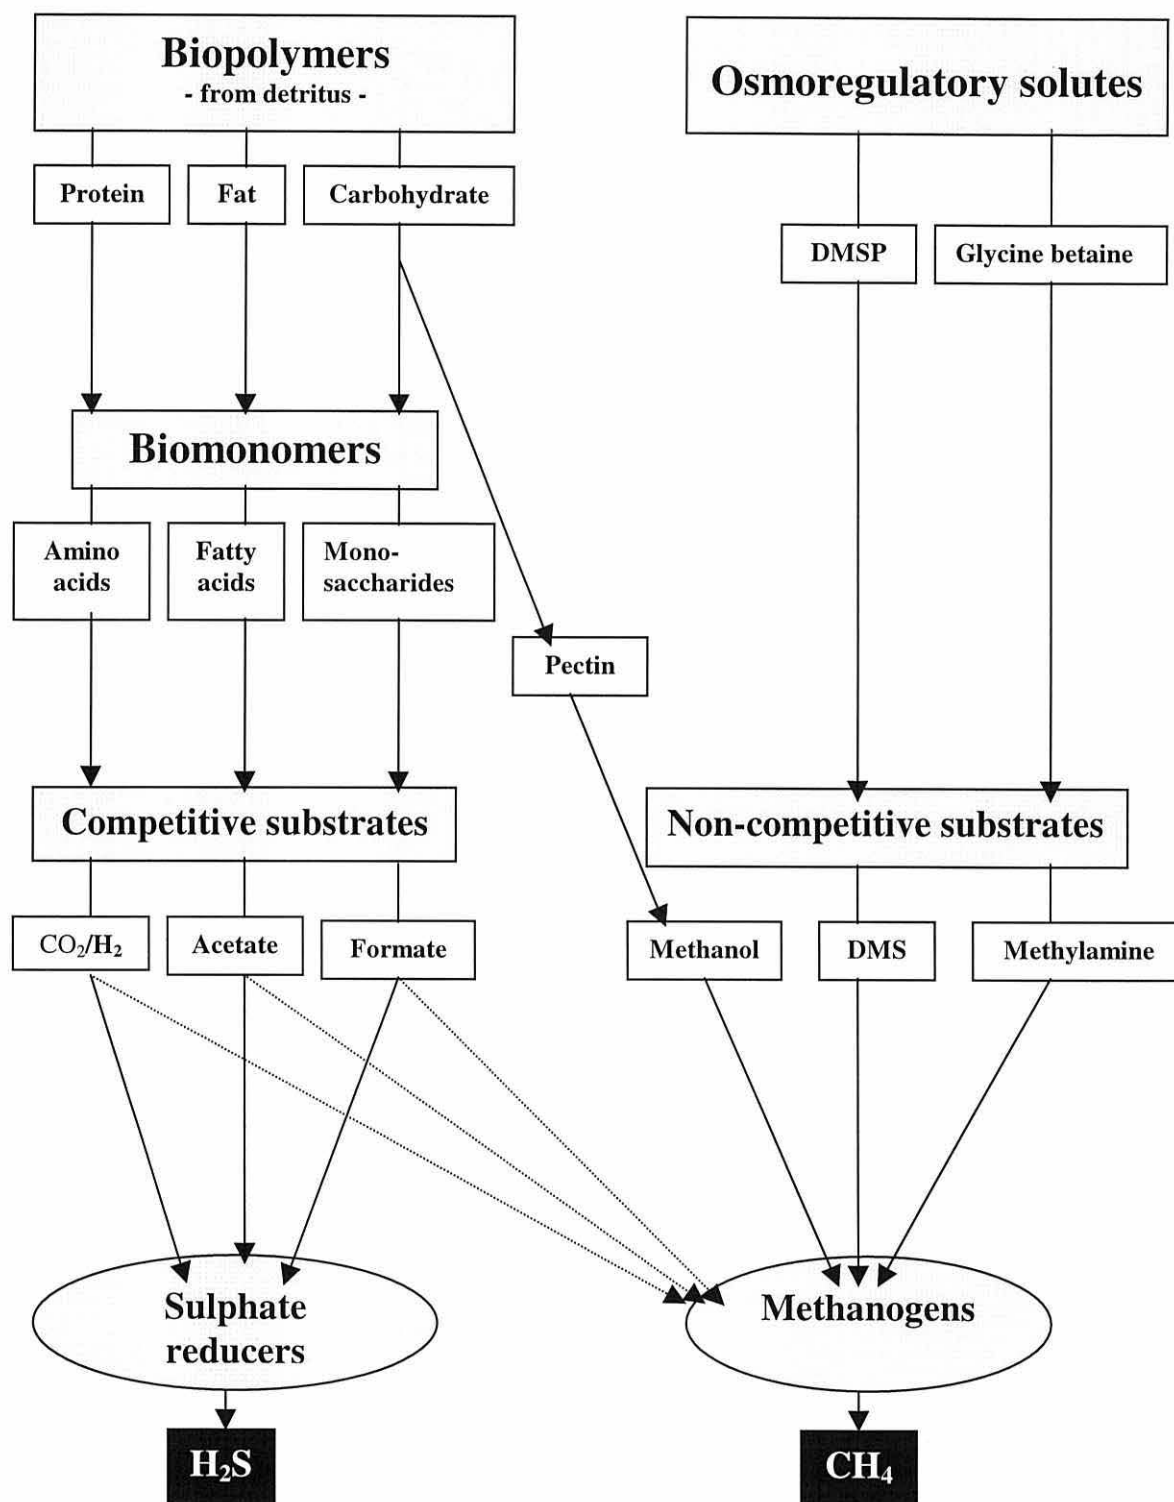 Biopolymers
- from detritus -
Osmoregulatory solutes
Protein
Fat
Carbohydrate
DMSP
Glycine betaine
Biomonomers
Amino
acids
Fatty
acids
Mono-
saccharides
Pectin
Competitive substrates
Non-competitive substrates
CO₂/H₂
Acetate
Formate
Methanol
DMS
Methylamine
Sulphate
reducers
Methanogens
H₂S
CH₄